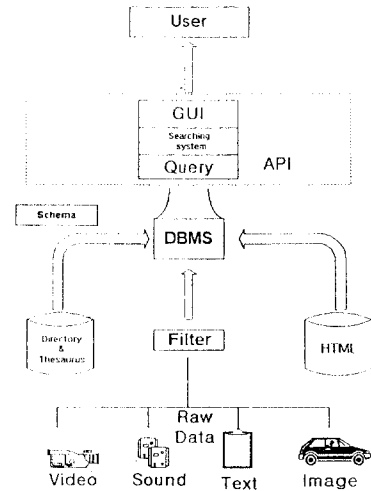 User
GUI
Searching
system
Query
API
Schema
DBMS
Directory
&
Thesaurus
Filter
HTML
Raw
Data
Video
Sound
Text
Image